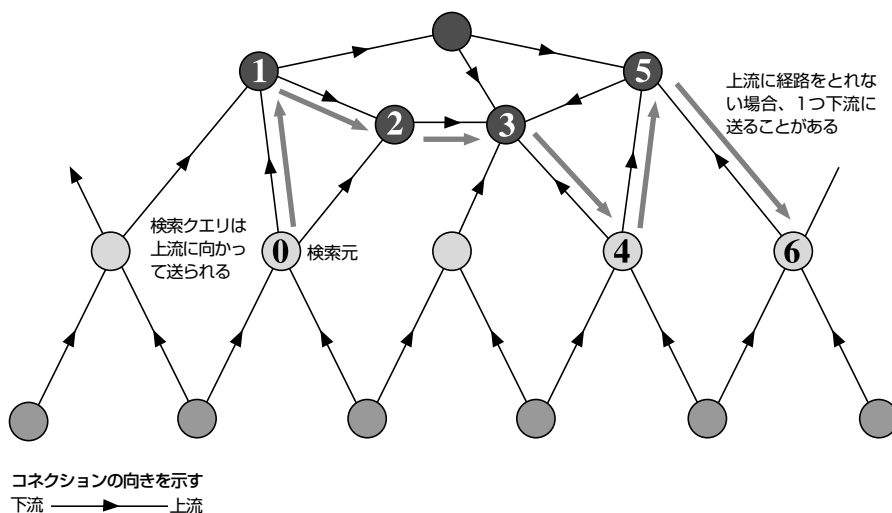 1
5
上流に経路をとれな
い場合、1つ下流に
送ることがある
2
3
検索クエリは
上流に向かっ
て送られる
0
検索元
4
6
コネクションの向きを示す
下流
上流